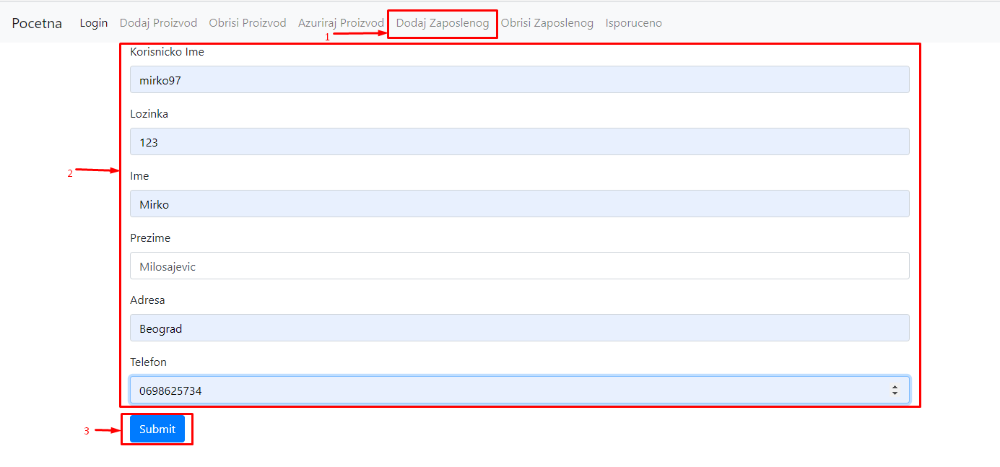 Pocetna Login Dodaj Proizvod Obrisi Proizvod Azuriraj Proizvod Dodaj Zaposlenog Obrisi Zaposlenog Isporuceno
1
Korisnicko Ime
mirko97
Lozinka
123
2
Ime
Mirko
Prezime
Milosajevic
Adresa
Beograd
Telefon
0698625734
3
Submit